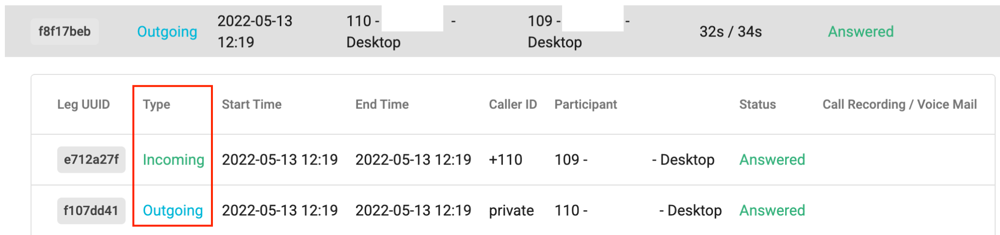 f8f17beb Outgoing 2022-05-13 12:19 110 - - Desktop 109 - - Desktop 32s / 34s Answered
Leg UUID Type Start Time End Time Caller ID Participant Status Call Recording / Voice Mail
e712a27f Incoming 2022-05-13 12:19 2022-05-13 12:19 +110 109 - - Desktop Answered
f107dd41 Outgoing 2022-05-13 12:19 2022-05-13 12:19 private 110 - - Desktop Answered